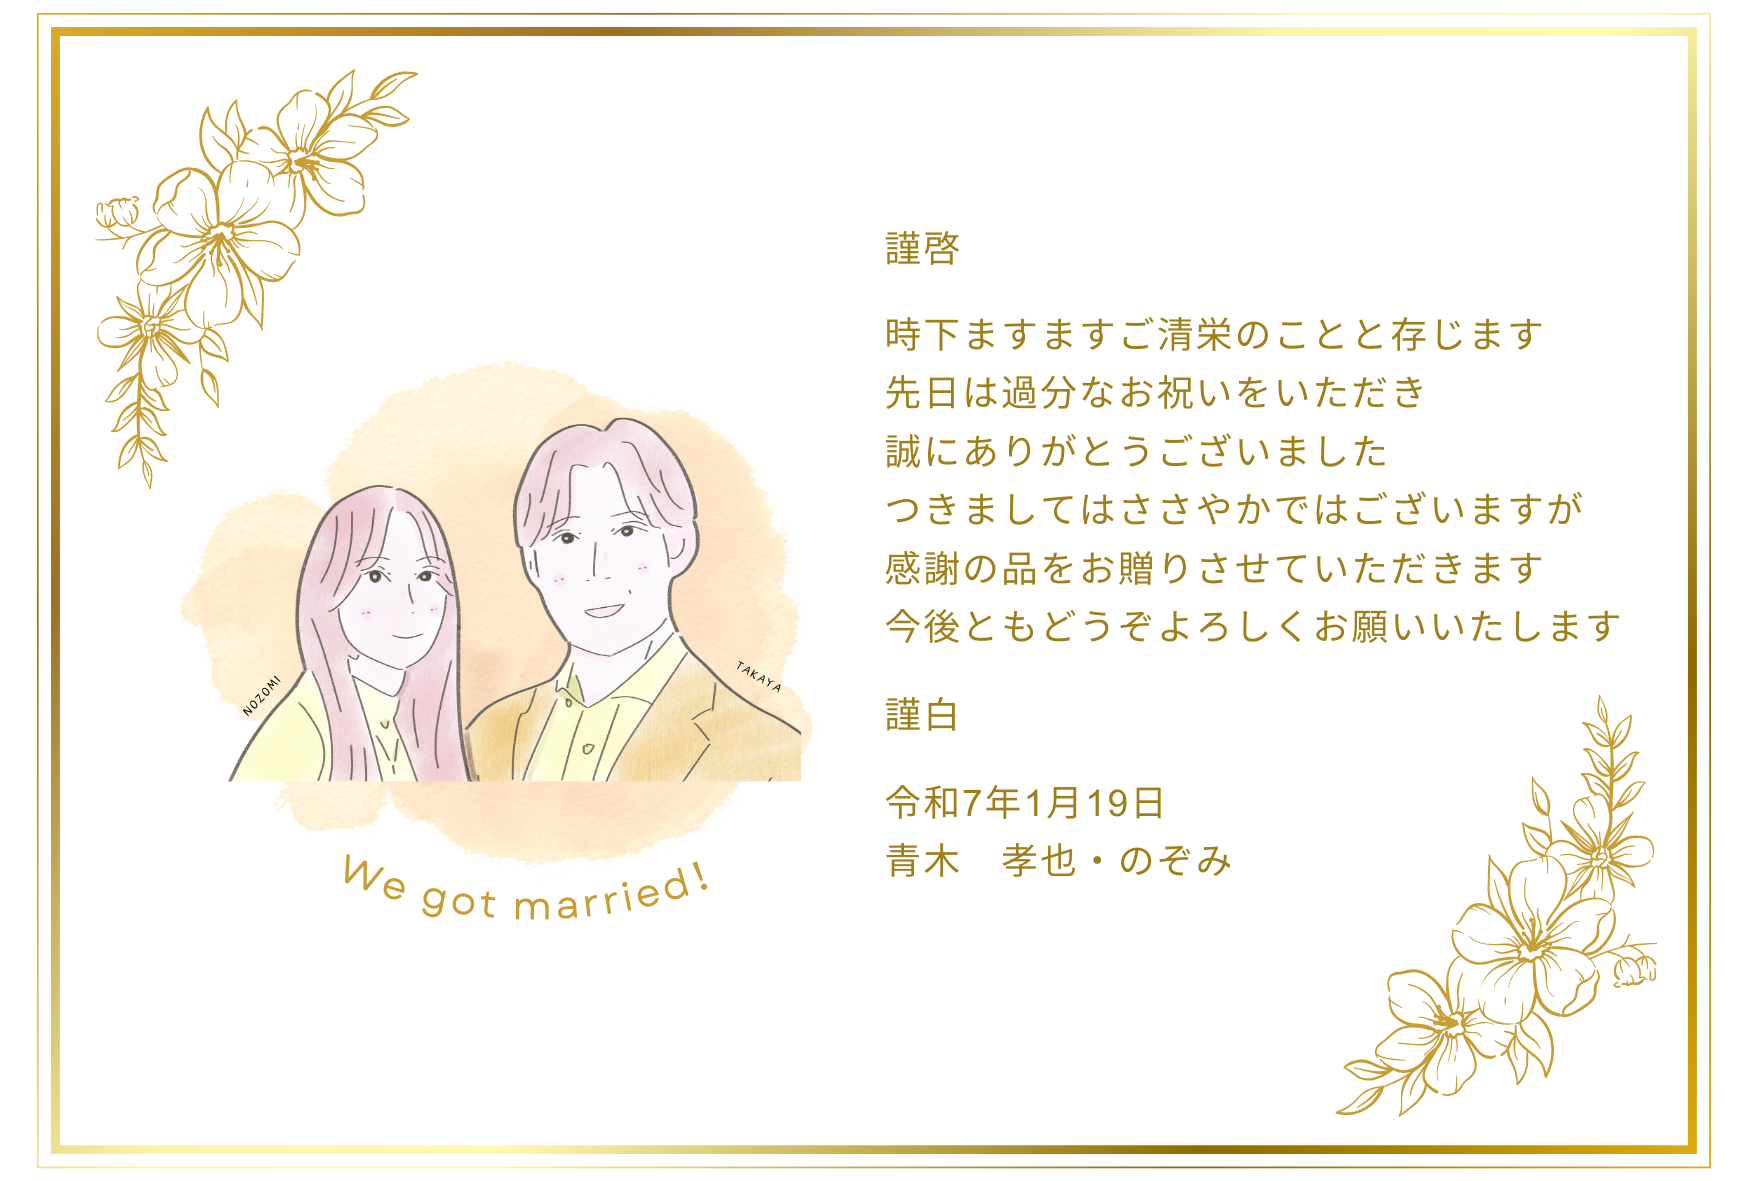 謹啓
時下ますますご清栄のことと存じます
先日は過分なお祝いをいただき
誠にありがとうございました
つきましてはささやかではございますが
感謝の品をお贈りさせていただきます
今後ともどうぞよろしくお願いいたします
謹白
令和7年1月19日
青木　孝也・のぞみ
NOZOMI
TAKAYA
We got married!